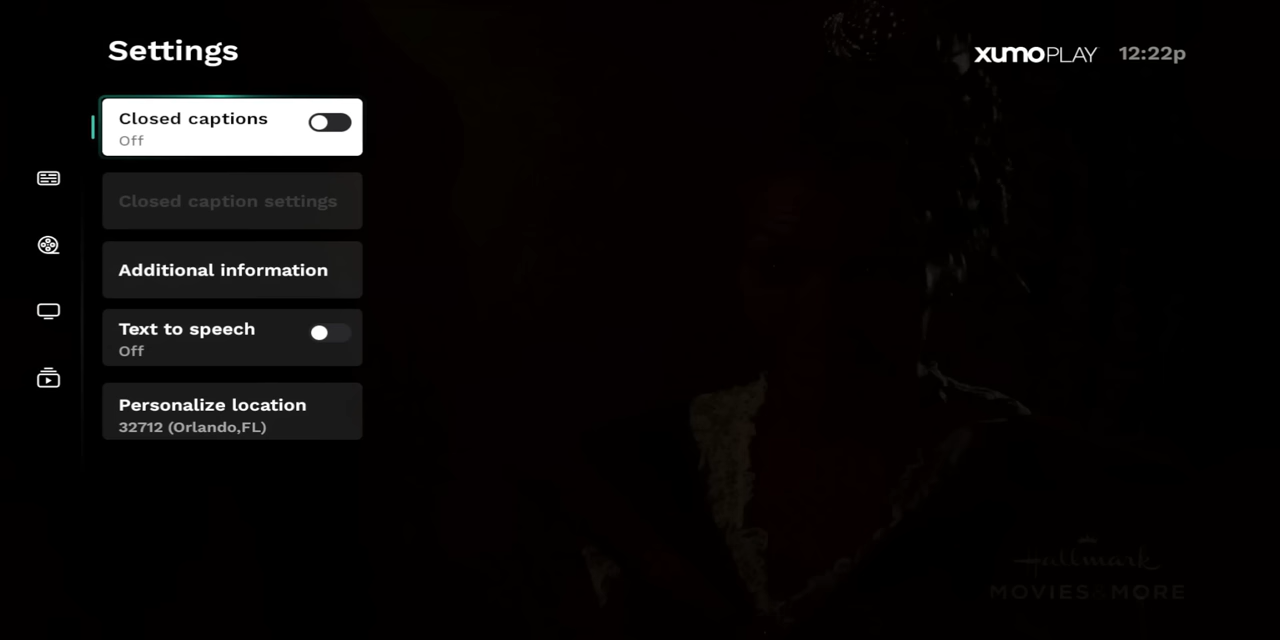 Settings
xumo PLAY 12:22p
Closed captions
Off
Closed caption settings
Additional information
Text to speech
Off
Personalize location
32712 (Orlando,FL)
Hallmark
MOVIES & MORE